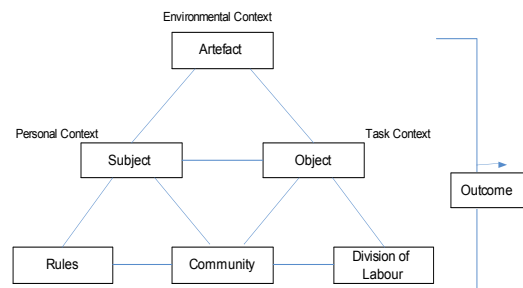 Environmental Context
Artefact
Personal Context
Task Context
Subject
Object
Outcome
Rules
Community
Division of
Labour